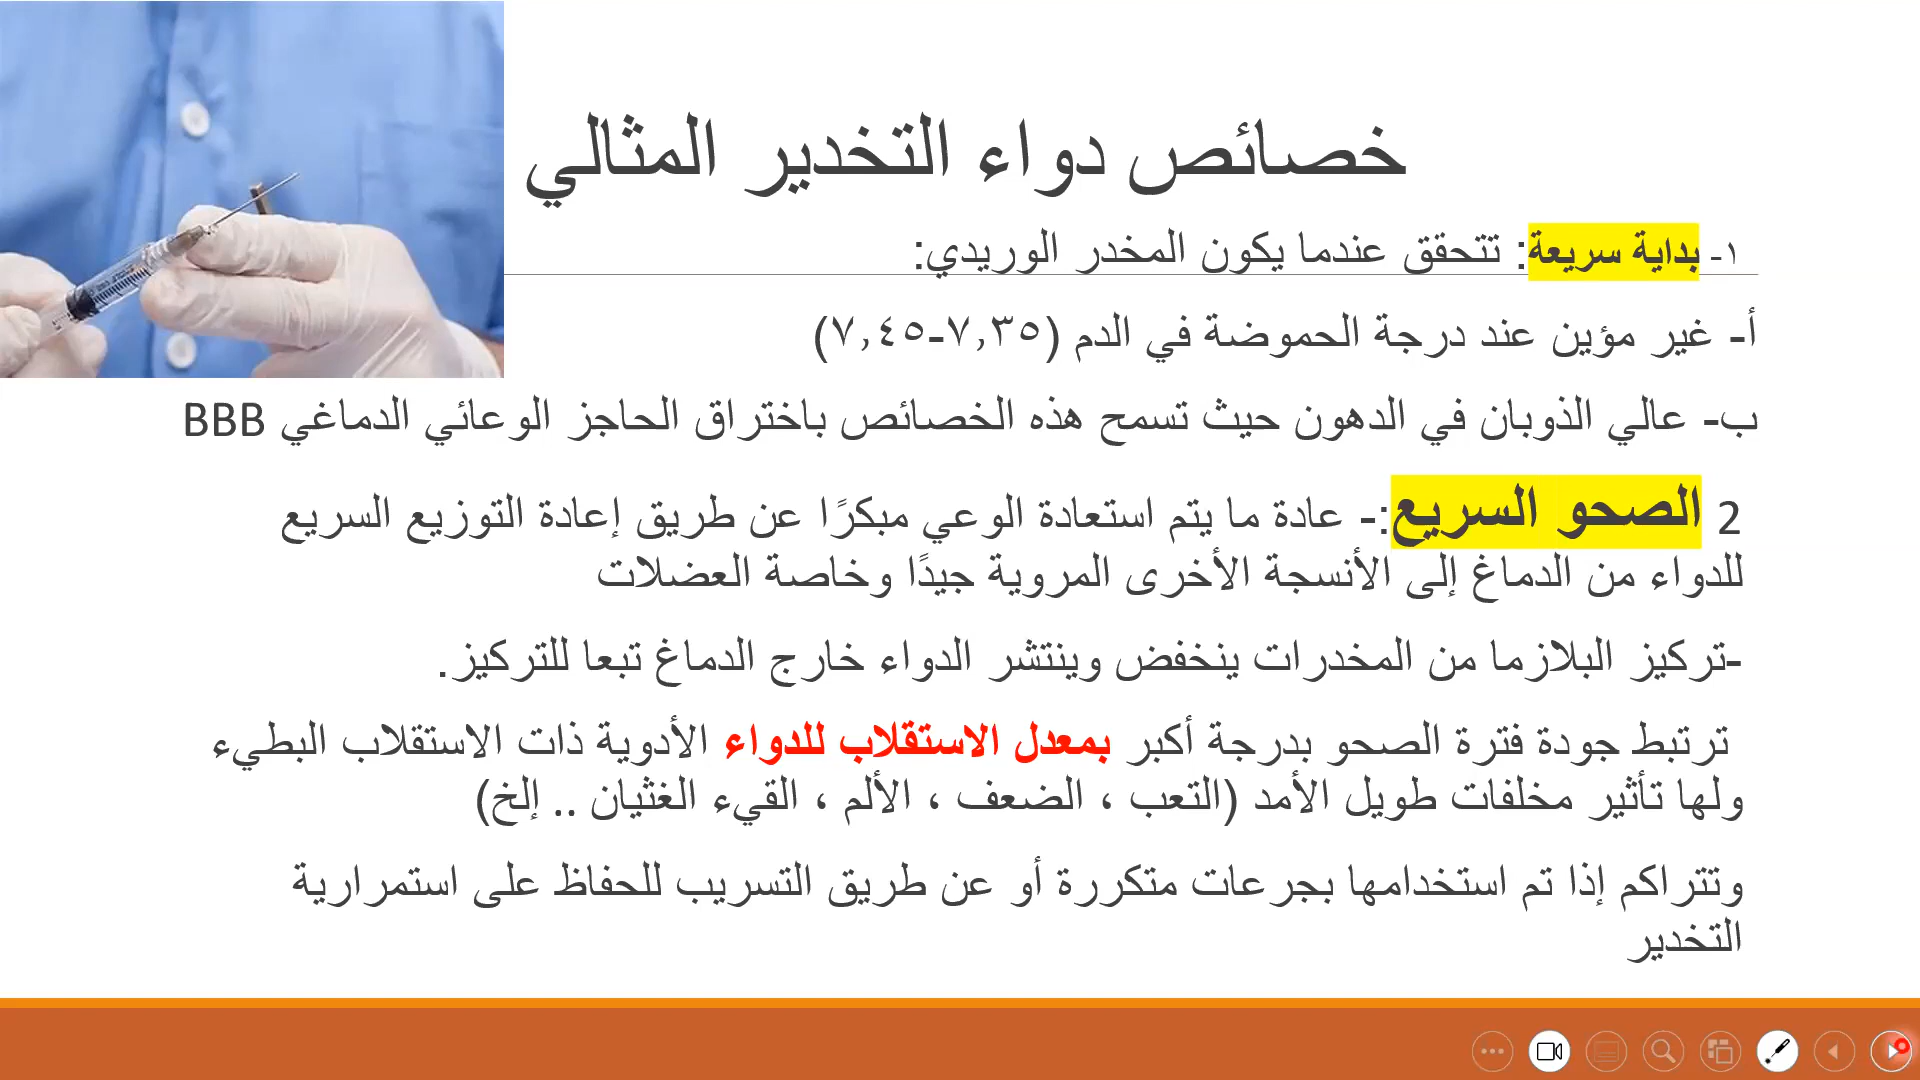 خصائص دواء التخدير المثالي
١- بداية سريعة: تتحقق عندما يكون المخدر الوريدي:
أ- غير مؤين عند درجة الحموضة في الدم (٧,٣٥-٧,٤٥)
ب- عالي الذوبان في الدهون حيث تسمح هذه الخصائص باختراق الحاجز الوعائي الدماغي BBB
2 الصحو السريع:- عادة ما يتم استعادة الوعي مبكرًا عن طريق إعادة التوزيع السريع
للدواء من الدماغ إلى الأنسجة الأخرى المروية جيدًا وخاصة العضلات
-تركيز البلازما من المخدرات ينخفض وينتشر الدواء خارج الدماغ تبعا للتركيز.
ترتبط جودة فترة الصحو بدرجة أكبر بمعدل الاستقلاب للدواء الأدوية ذات الاستقلاب البطيء
ولها تأثير مخلفات طويل الأمد (التعب ، الضعف ، الألم ، القيء الغثيان .. إلخ)
وتتراكم إذا تم استخدامها بجرعات متكررة أو عن طريق التسريب للحفاظ على استمرارية
التخدير